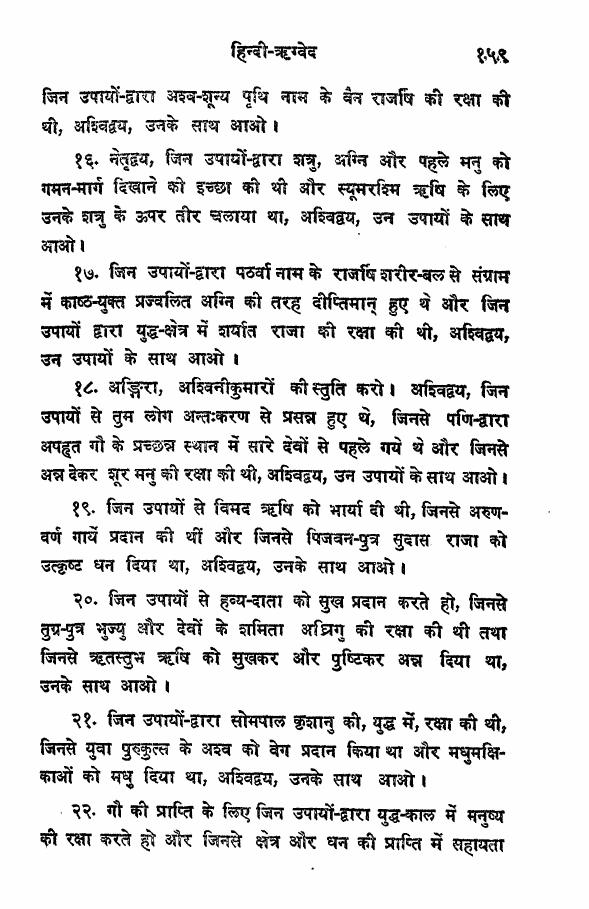 हिन्दी-ऋग्वेद १५९
जिन उपायों-द्वारा अश्व-शून्य पृथि नाम के वैन राजर्षि की रक्षा की
थी, अश्विद्वय, उनके साथ आओ।
१६. नेतृद्वय, जिन उपायों-द्वारा शत्रु, अग्नि और पहले मनु को
गमन-मार्ग दिखाने की इच्छा की थी और स्यूमरश्मि ऋषि के लिए
उनके शत्रु के ऊपर तीर चलाया था, अश्विद्वय, उन उपायों के साथ
आओ।
१७. जिन उपायों-द्वारा पठर्वा नाम के राजर्षि शरीर-बल से संग्राम
में काष्ठ-युक्त प्रज्वलित अग्नि की तरह दीप्तिमान् हुए थे और जिन
उपायों द्वारा युद्ध-क्षेत्र में शर्यात राजा की रक्षा की थी, अश्विद्वय,
उन उपायों के साथ आओ।
१८. अङ्गिरा, अश्विनीकुमारों की स्तुति करो। अश्विद्वय, जिन
उपायों से तुम लोग अन्तःकरण से प्रसन्न हुए थे, जिनसे पणि-द्वारा
अपहृत गौ के प्रच्छन्न स्थान में सारे देवों से पहले गये थे और जिनसे
अन्न देकर शूर मनु की रक्षा की थी, अश्विद्वय, उन उपायों के साथ आओ।
१९. जिन उपायों से विमद ऋषि को भार्या दी थी, जिनसे अरुण-
वर्ण गायें प्रदान की थीं और जिनसे पिजवन-पुत्र सुदास राजा को
उत्कृष्ट धन दिया था, अश्विद्वय, उनके साथ आओ।
२०. जिन उपायों से हव्य-दाता को सुख प्रदान करते हो, जिनसे
तुग्र-पुत्र भुज्यु और देवों के शमिता अध्रिगु की रक्षा की थी तथा
जिनसे ऋतस्तुभ ऋषि को सुखकर और पुष्टिकर अन्न दिया था,
उनके साथ आओ।
२१. जिन उपायों-द्वारा सोमपाल कृशानु की, युद्ध में, रक्षा की थी,
जिनसे युवा पुरुकुत्स के अश्व को वेग प्रदान किया था और मधुमक्षि-
काओं को मधु दिया था, अश्विद्वय, उनके साथ आओ।
२२. गौ की प्राप्ति के लिए जिन उपायों-द्वारा युद्ध-काल में मनुष्य
की रक्षा करते हो और जिनसे क्षेत्र और धन की प्राप्ति में सहायता